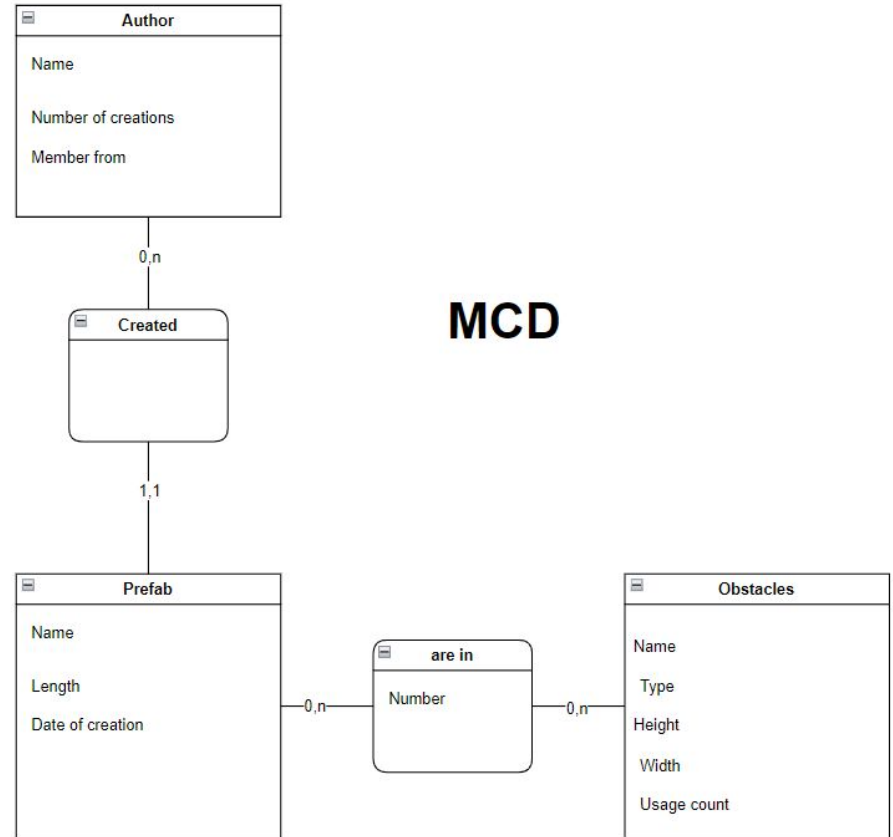 Author
Name
Number of creations
Member from
0,n
Created
MCD
1,1
Prefab
Name
Length
Date of creation
0,n
are in
Number
0,n
Obstacles
Name
Type
Height
Width
Usage count